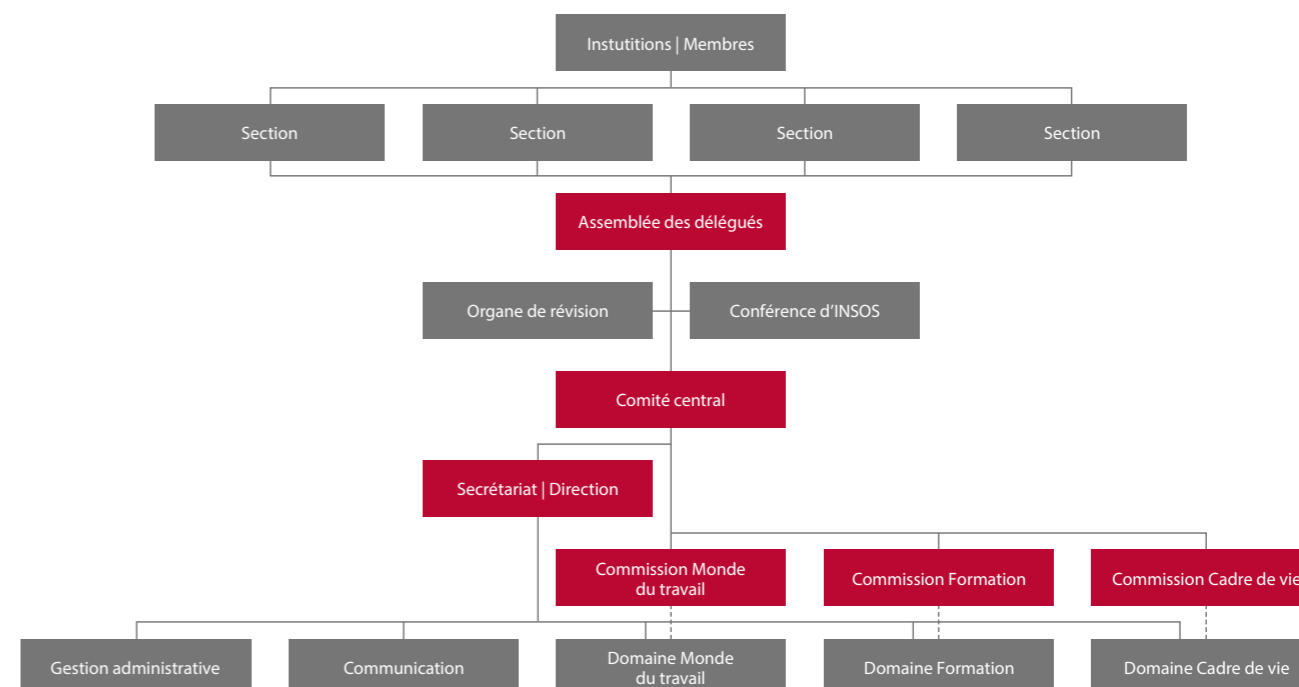 Instutitions | Membres
Section
Section
Section
Section
Assemblée des délégués
Organe de révision
Conférence d'INSOS
Comité central
Secrétariat | Direction
Commission Monde
du travail
Commission Formation
Commission Cadre de vie
Gestion administrative
Communication
Domaine Monde
du travail
Domaine Formation
Domaine Cadre de vie